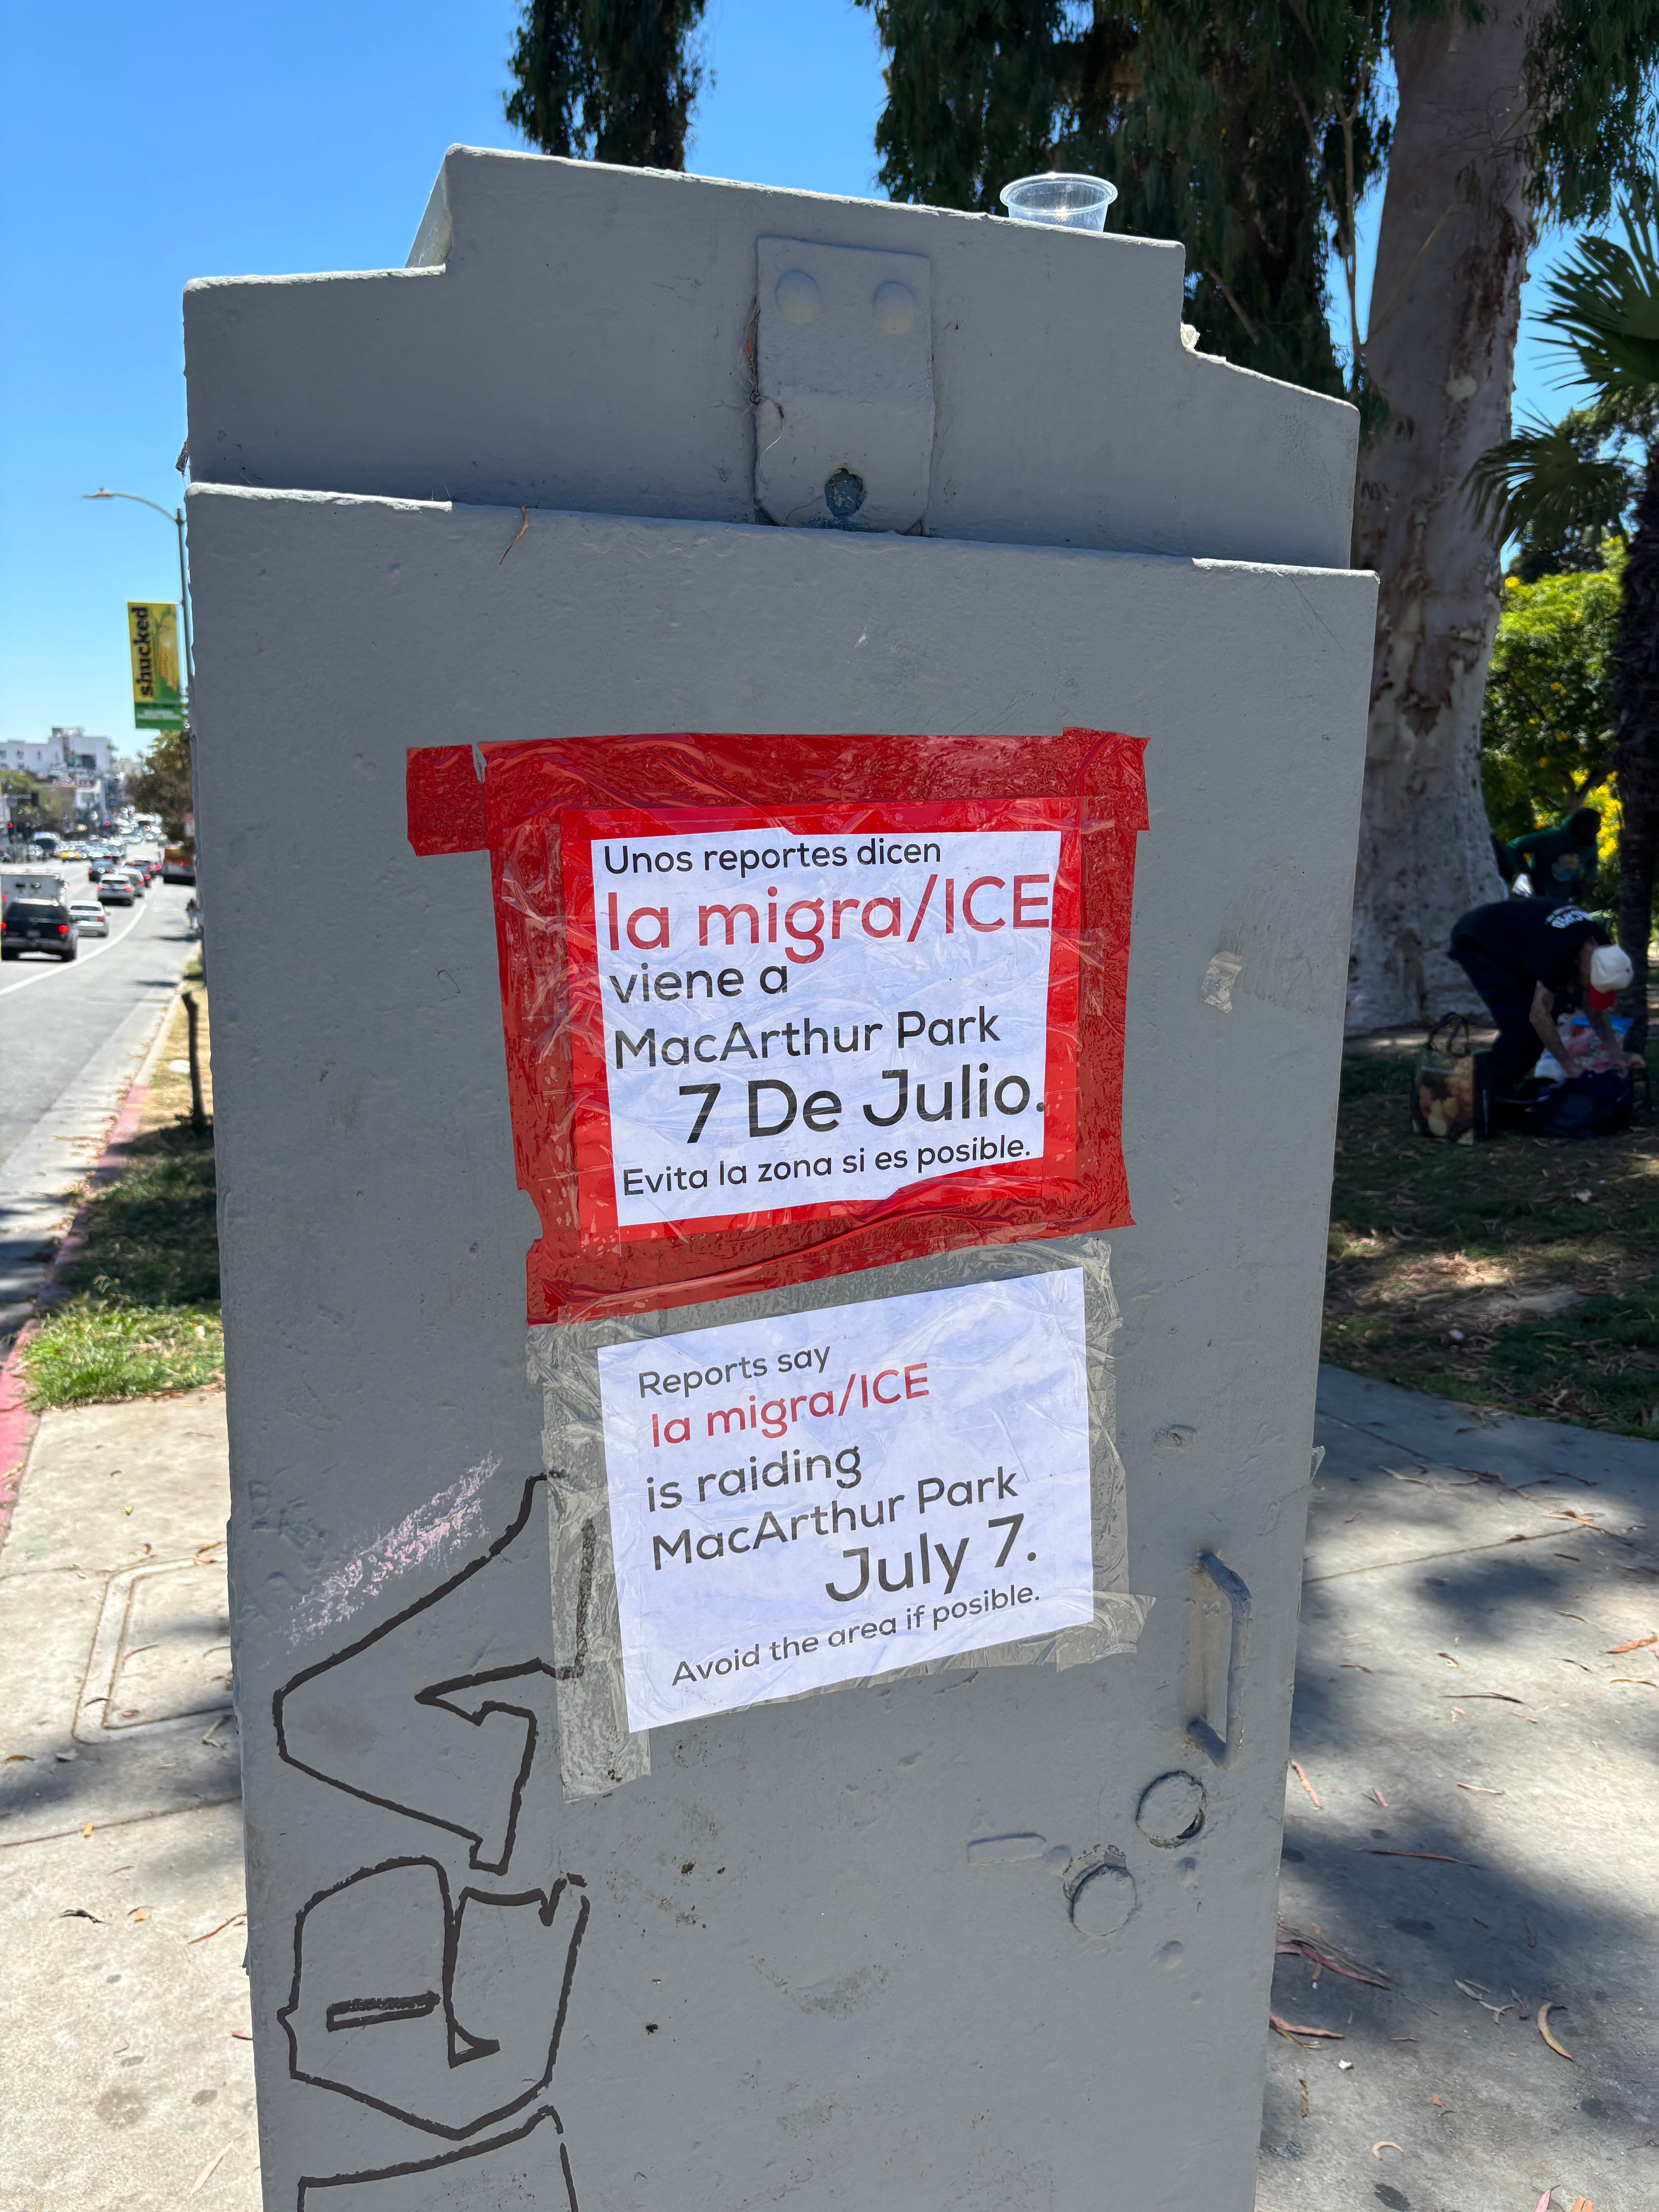 shucked
Unos reportes dicen
la migra/ICE
viene a
MacArthur Park
7 De Julio.
Evita la zona si es posible.
Reports say
la migra/ICE
is raiding
MacArthur Park
July 7.
Avoid the area if posible.